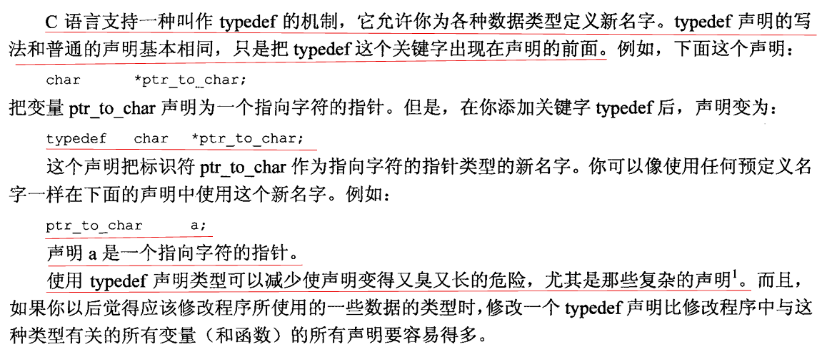 C 语言支持一种叫作 typedef 的机制，它允许你为各种数据类型定义新名字。typedef 声明的写
法和普通的声明基本相同，只是把 typedef 这个关键字出现在声明的前面。例如，下面这个声明：
char *ptr_to_char;
把变量 ptr_to_char 声明为一个指向字符的指针。但是，在你添加关键字 typedef 后，声明变为：
typedef char *ptr_to_char;
这个声明把标识符 ptr_to_char 作为指向字符的指针类型的新名字。你可以像使用任何预定义名
字一样在下面的声明中使用这个新名字。例如：
ptr_to_char a;
声明 a 是一个指向字符的指针。
使用 typedef 声明类型可以减少使声明变得又臭又长的危险，尤其是那些复杂的声明¹。而且，
如果你以后觉得应该修改程序所使用的一些数据的类型时，修改一个 typedef 声明比修改程序中与这
种类型有关的所有变量（和函数）的所有声明要容易得多。